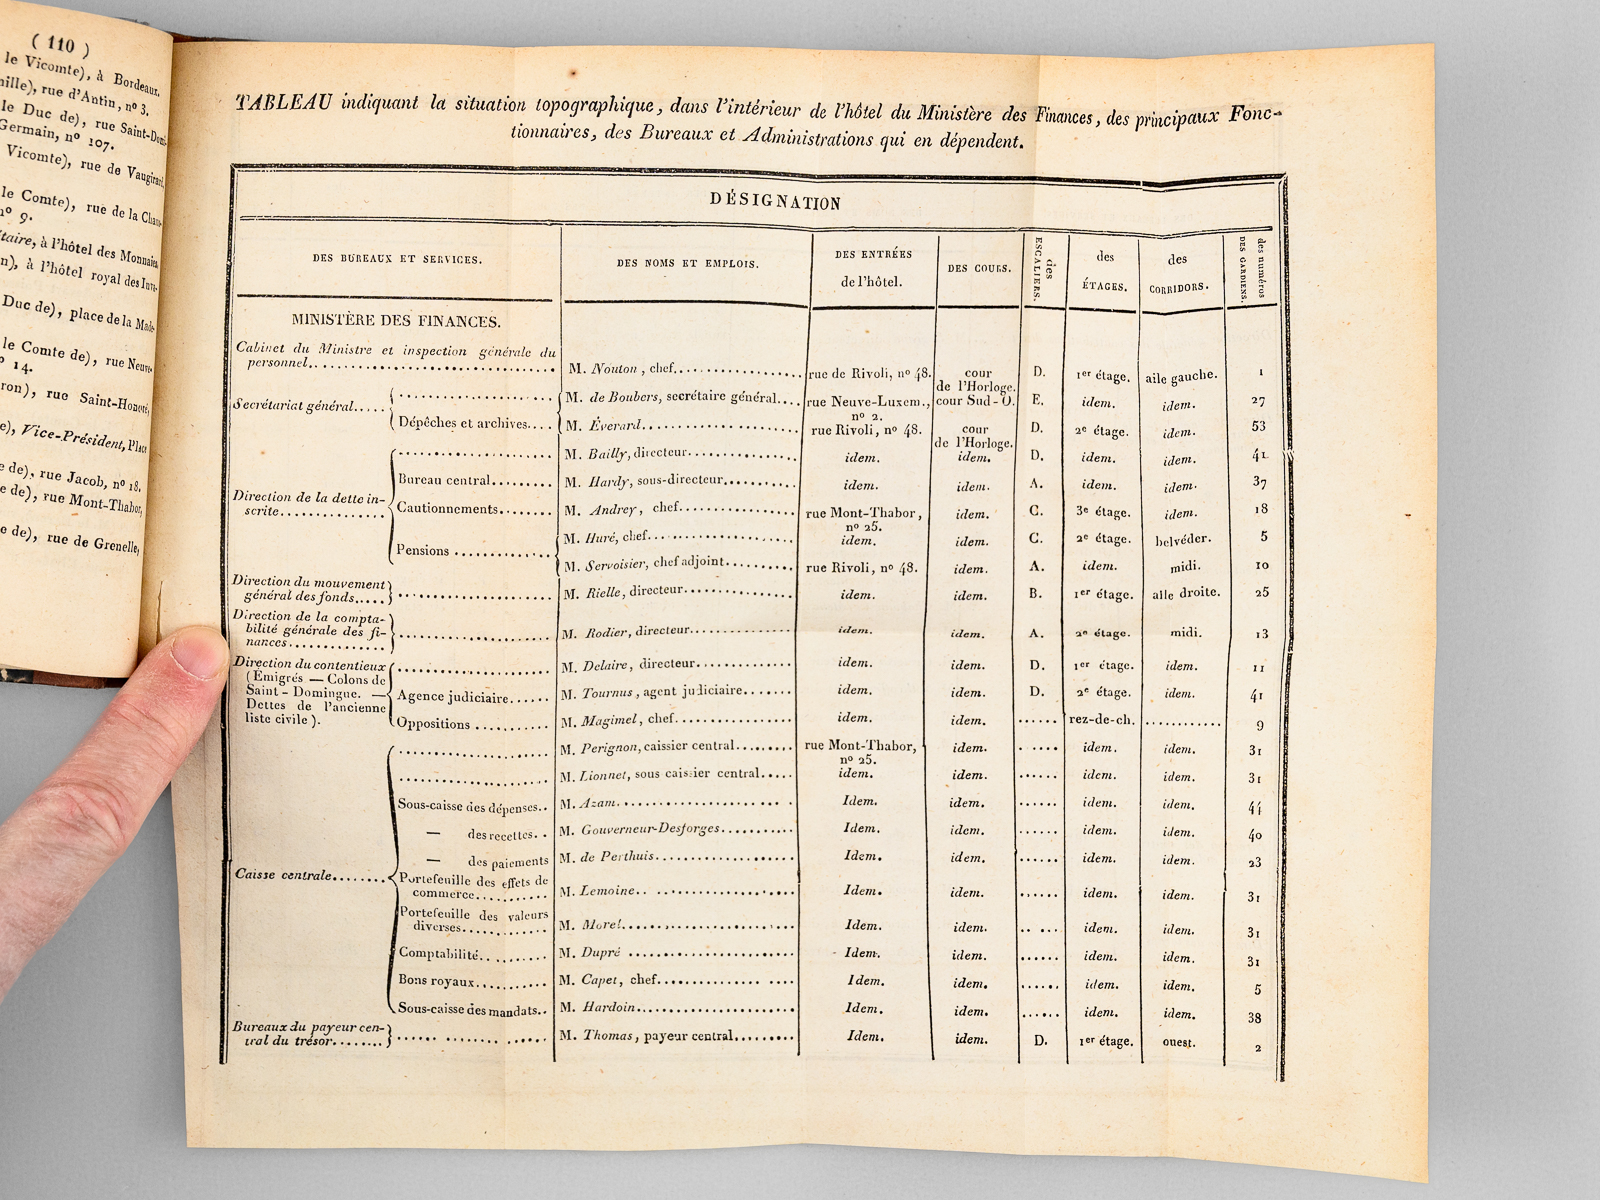 ( 110 )
le Vicomte), à Bordeaux.
rue d'Antin, nº 3.
le Duc de), rue Saint-Domi-
Germain, nº 107.
Vicomte), rue de Vaugirard,
le Comte), rue de la Chaus-
nº 9.
à l'hôtel des Monnaies,
à l'hôtel royal des Inva-
Duc de), place de la Made-
le Comte de), rue Neuve-
14.
rue Saint-Honoré,
Vice-Président, Place
de), rue Jacob, nº 18.
de), rue Mont-Thabor,
de), rue de Grenelle,
TABLEAU indiquant la situation topographique, dans l'intérieur de l'hôtel du Ministère des Finances, des principaux Fonc-
tionnaires, des Bureaux et Administrations qui en dépendent.
DÉSIGNATION
DES BUREAUX ET SERVICES. DES NOMS ET EMPLOIS. DES ENTRÉES de l'hôtel. DES COURS. des ESCALIERS. des ÉTAGES. des CORRIDORS. des numéros DES GARDIENS.
MINISTÈRE DES FINANCES.
Cabinet du Ministre et inspection générale du
personnel. M. Nouton, chef. rue de Rivoli, nº 48. cour de l'Horloge. D. 1er étage. aile gauche. 1
Secrétariat général. M. de Boubers, secrétaire général. rue Neuve-Luxem., nº 2. cour Sud-O. E. idem. idem. 27
Dépêches et archives. M. Éverard. rue Rivoli, nº 48. cour de l'Horloge. D. 2e étage. idem. 53
M. Bailly, directeur. idem. idem. D. idem. idem. 41
Bureau central. M. Hardy, sous-directeur. idem. idem. A. idem. idem. 37
Direction de la dette in-
scrite. Cautionnements. M. Andrey, chef. rue Mont-Thabor, nº 25. idem. C. 3e étage. idem. 18
Pensions M. Huré, chef. idem. idem. C. 2e étage. belvéder. 5
M. Servoisier, chef adjoint. rue Rivoli, nº 48. idem. A. idem. midi. 10
Direction du mouvement
général des fonds. M. Rielle, directeur. idem. idem. B. 1er étage. aile droite. 25
Direction de la compta-
bilité générale des fi-
nances. M. Rodier, directeur. idem. idem. A. 2e étage. midi. 13
Direction du contentieux M. Delaire, directeur. idem. idem. D. 1er étage. idem. 11
(Émigrés — Colons de
Saint-Domingue. — Agence judiciaire. M. Tournus, agent judiciaire. idem. idem. D. 2e étage. idem. 41
Dettes de l'ancienne
liste civile ). Oppositions M. Magimel, chef. idem. idem. rez-de-ch. 9
M. Perignon, caissier central. rue Mont-Thabor, nº 25. idem. idem. idem. 31
M. Lionnet, sous caissier central. idem. idem. idem. idem. 31
Sous-caisse des dépenses. M. Azam. Idem. idem. idem. idem. 44
— des recettes. M. Gouverneur-Desforges. Idem. idem. idem. idem. 40
— des paiements M. de Perthuis. Idem. idem. idem. idem. 23
Caisse centrale. Portefeuille des effets de
commerce. M. Lemoine. Idem. idem. idem. idem. 31
Portefeuille des valeurs
diverses. M. Morel. Idem. idem. idem. idem. 31
Comptabilité. M. Dupré Idem. idem. idem. idem. 31
Bons royaux. M. Capet, chef. Idem. idem. idem. idem. 5
Sous-caisse des mandats. M. Hardoin. Idem. idem. idem. idem. 38
Bureaux du payeur cen-
tral du trésor. M. Thomas, payeur central. Idem. idem. D. 1er étage. ouest. 2